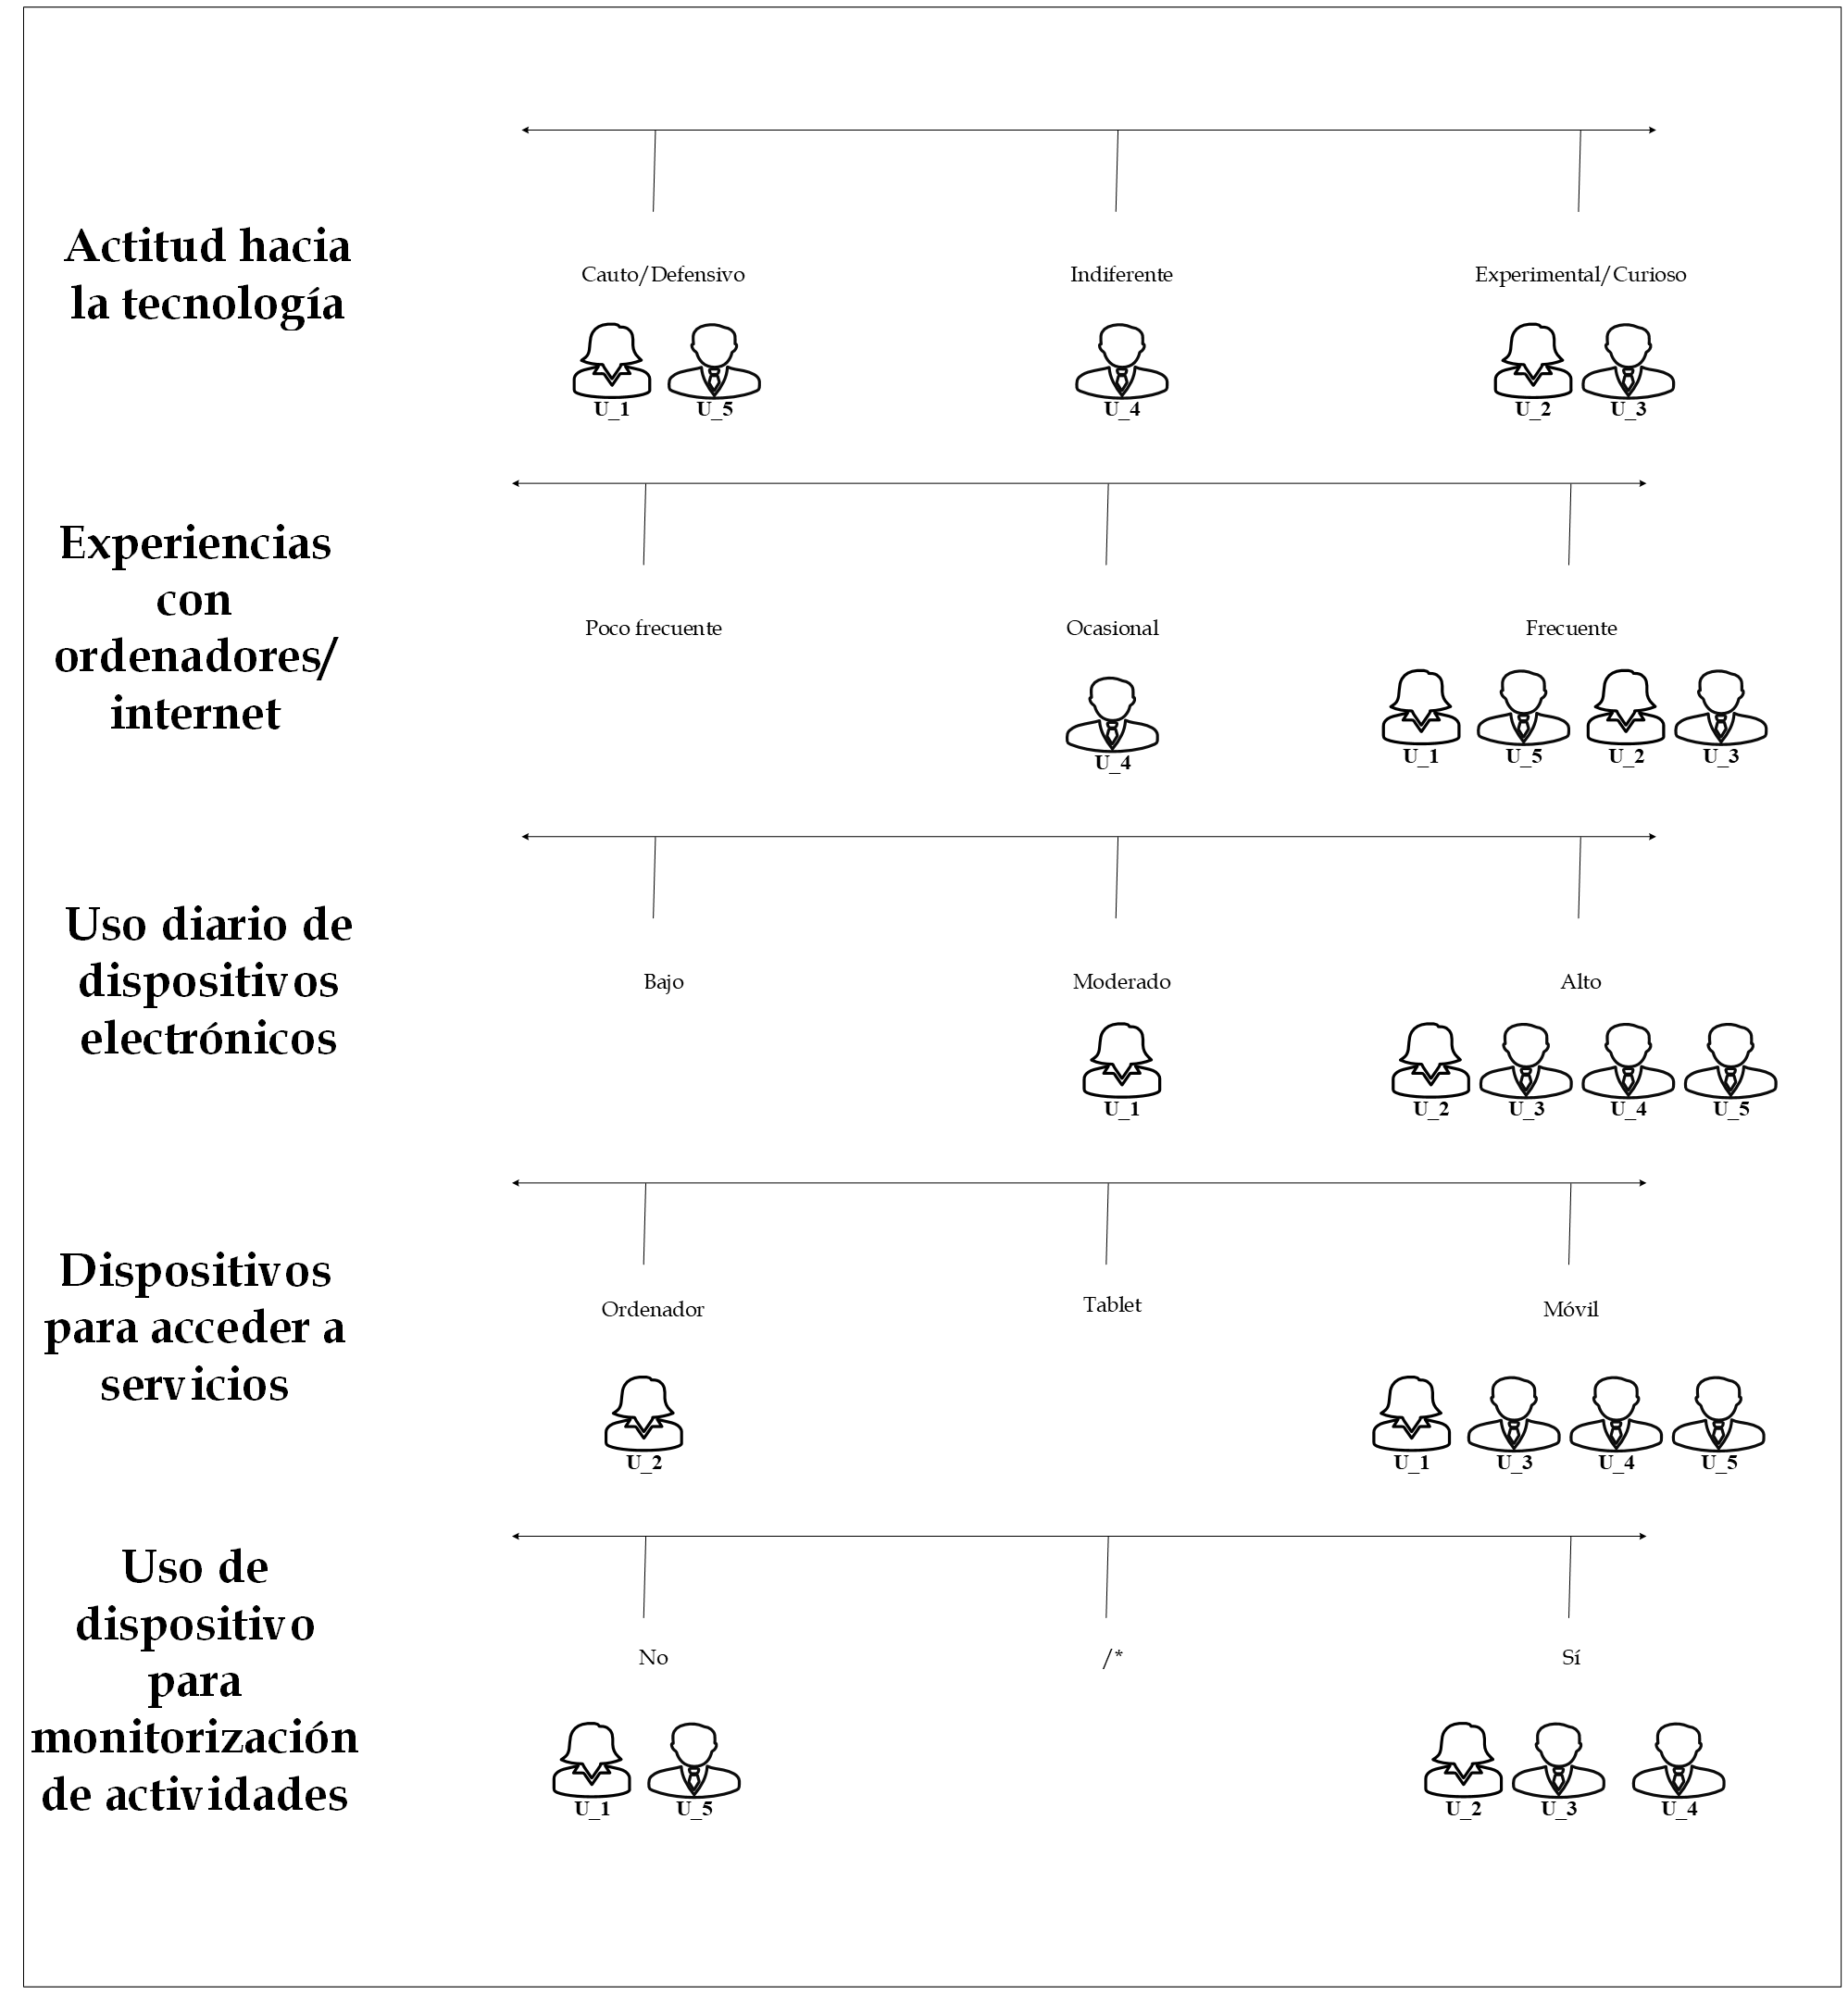 Actitud hacia
la tecnología
Cauto/Defensivo
Indiferente
Experimental/Curioso
U_1
U_5
U_4
U_2
U_3
Experiencias
con
ordenadores/
internet
Poco frecuente
Ocasional
Frecuente
U_4
U_1
U_5
U_2
U_3
Uso diario de
dispositivos
electrónicos
Bajo
Moderado
Alto
U_1
U_2
U_3
U_4
U_5
Dispositivos
para acceder a
servicios
Ordenador
Tablet
Móvil
U_2
U_1
U_3
U_4
U_5
Uso de
dispositivo
para
monitorización
de actividades
No
/*
Sí
U_1
U_5
U_2
U_3
U_4